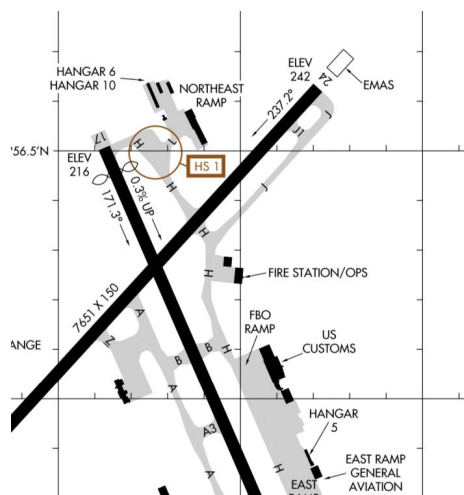 ELEV
242
24
EMAS
HANGAR 6
HANGAR 10
NORTHEAST
RAMP
237.2°
J
J1
17
H
J
'56.5'N
HS 1
ELEV
216
0.3% UP
171.3°
H
J
H
H
FIRE STATION/OPS
7651 X 150
A
Z
FBO
RAMP
US
CUSTOMS
ANGE
B
B
H
A
HANGAR
5
A3
EAST RAMP
GENERAL
AVIATION
A
H
EAST